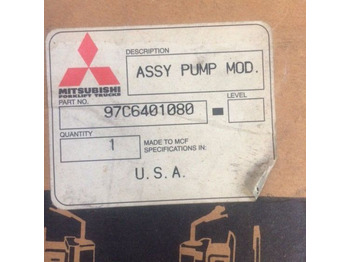 DESCRIPTION
ASSY PUMP MOD.
MITSUBISHI
FORKLIFT TRUCKS
PART NO.
LEVEL
97C6401080
QUANTITY
1
MADE TO MCF
SPECIFICATIONS IN:
U.S.A.